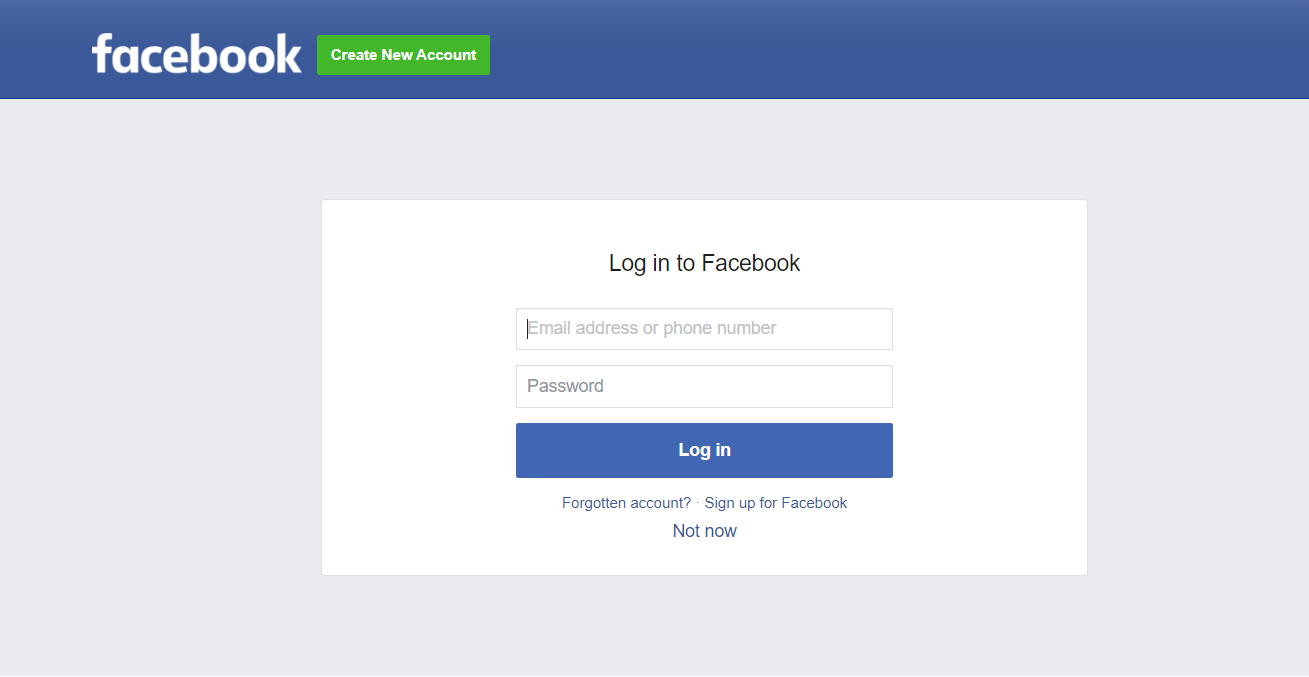 facebook Create New Account
Log in to Facebook
Email address or phone number
Password
Log in
Forgotten account? · Sign up for Facebook
Not now